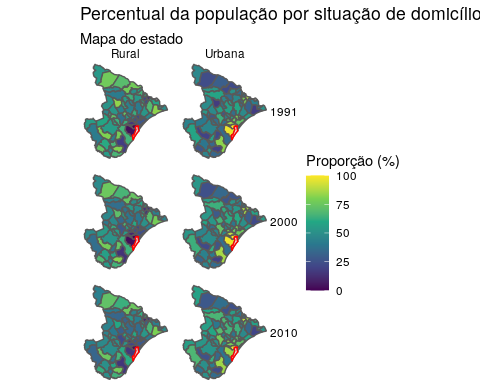 Percentual da população por situação de domicílio
Mapa do estado
Rural
Urbana
1991
2000
2010
Proporção (%)
100
75
50
25
0